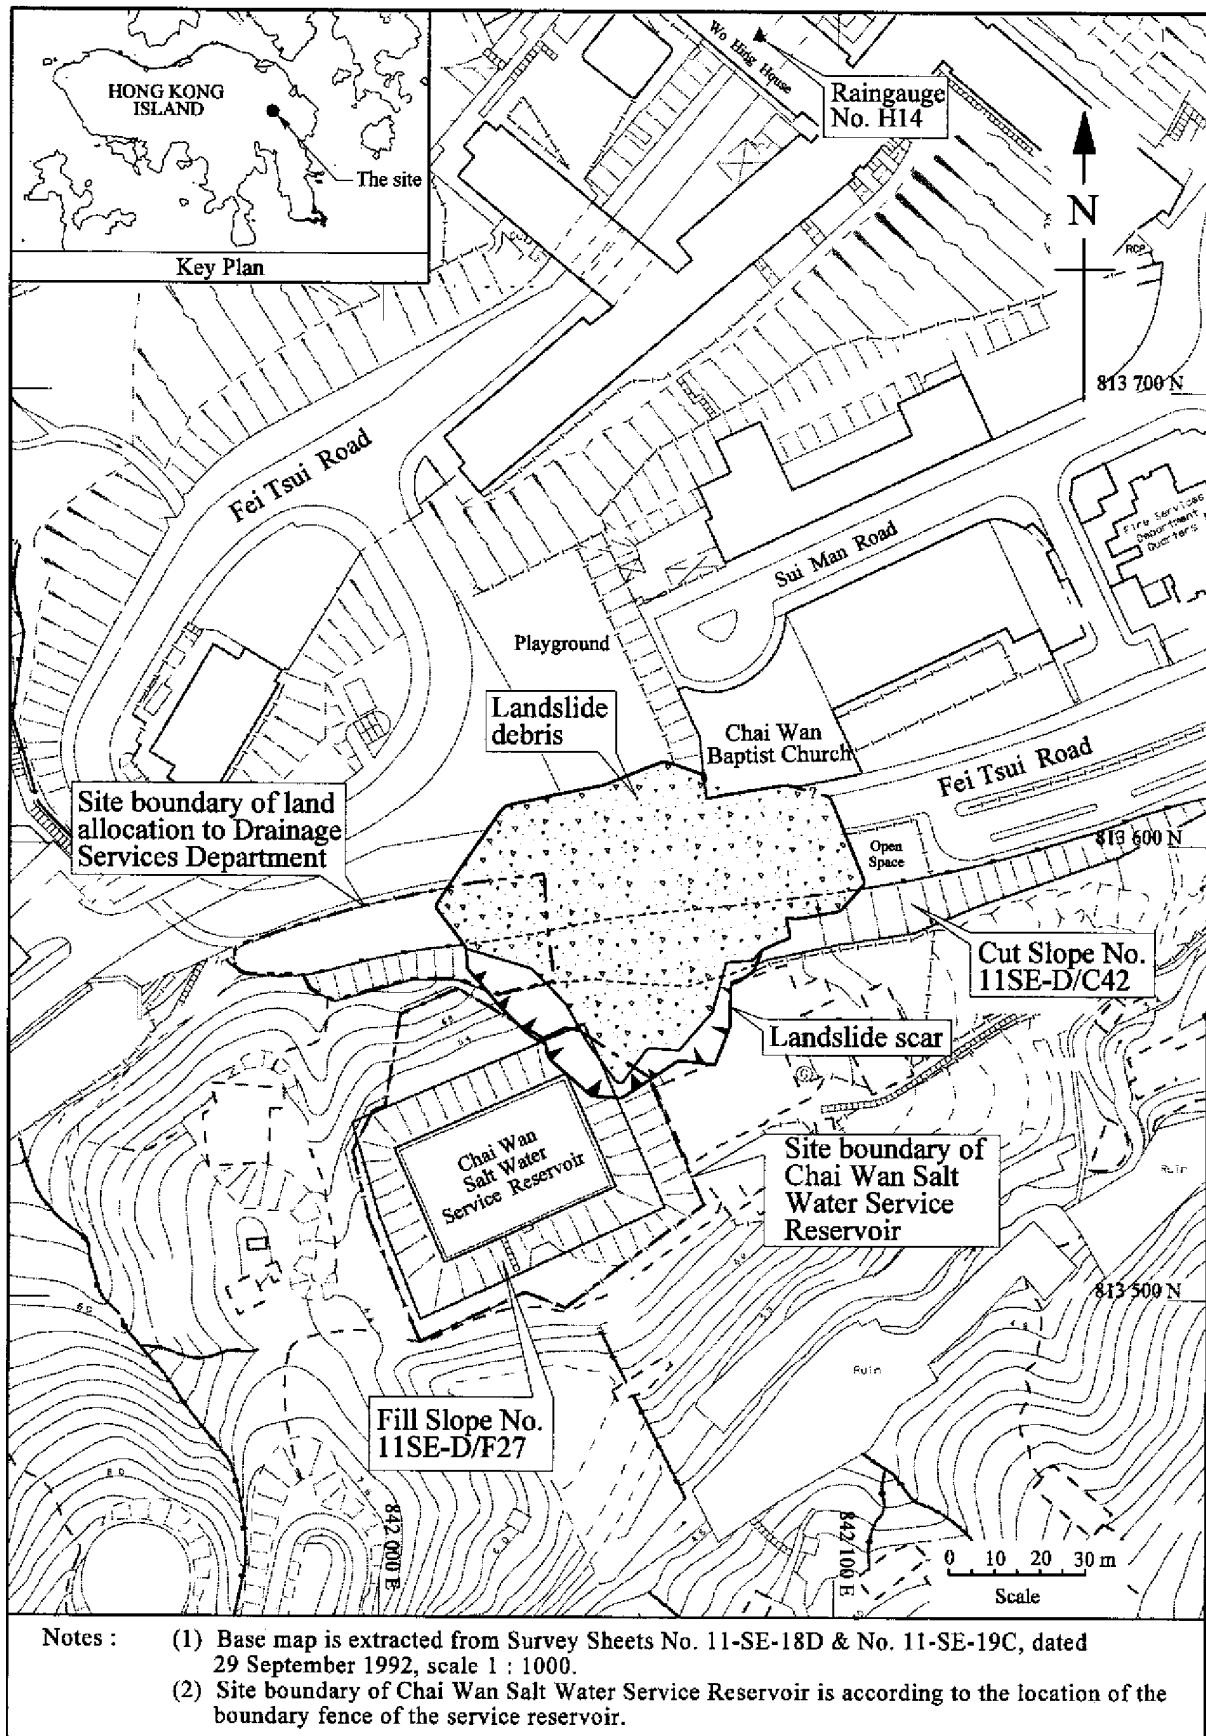 HONG KONG
ISLAND
The site
Key Plan
Wo Hing House
Raingauge
No. H14
N
RCP
813 700 N
Fei Tsui Road
Fire Services
Department
Quarters
Sui Man Road
Playground
Landslide
debris
Chai Wan
Baptist Church
Fei Tsui Road
Site boundary of land
allocation to Drainage
Services Department
813 600 N
Open
Space
Cut Slope No.
11SE-D/C42
Landslide scar
Chai Wan
Salt Water
Service Reservoir
Site boundary of
Chai Wan Salt
Water Service
Reservoir
Ruin
813 500 N
Ruin
Fill Slope No.
11SE-D/F27
842 000 E
842 100 E
0 10 20 30 m
Scale
Notes :
(1) Base map is extracted from Survey Sheets No. 11-SE-18D & No. 11-SE-19C, dated
29 September 1992, scale 1 : 1000.
(2) Site boundary of Chai Wan Salt Water Service Reservoir is according to the location of the
boundary fence of the service reservoir.